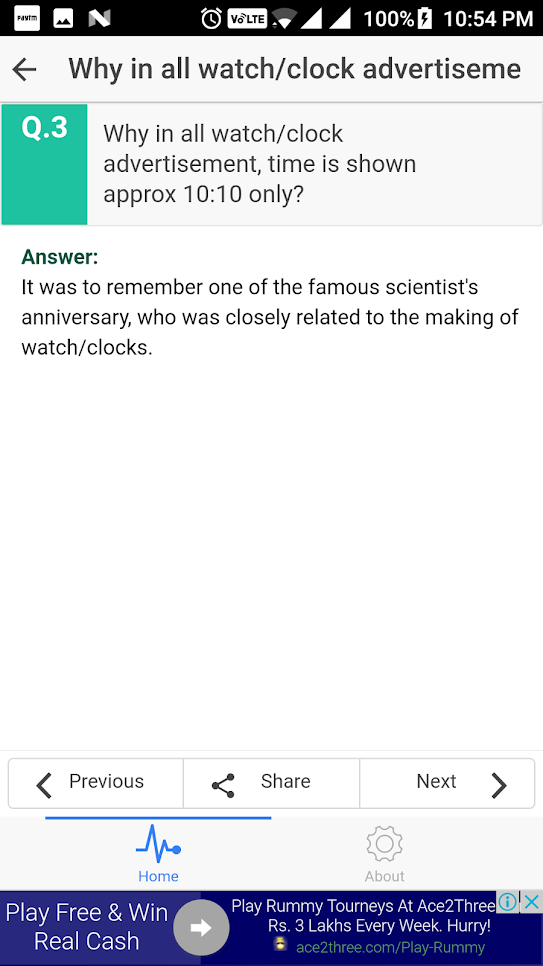 Paytm VoLTE 100% 10:54 PM
Why in all watch/clock advertiseme
Q.3
Why in all watch/clock
advertisement, time is shown
approx 10:10 only?
Answer:
It was to remember one of the famous scientist's
anniversary, who was closely related to the making of
watch/clocks.
Previous
Share
Next
Home
About
Play Free & Win
Real Cash
Play Rummy Tourneys At Ace2Three
Rs. 3 Lakhs Every Week. Hurry!
ace2three.com/Play-Rummy